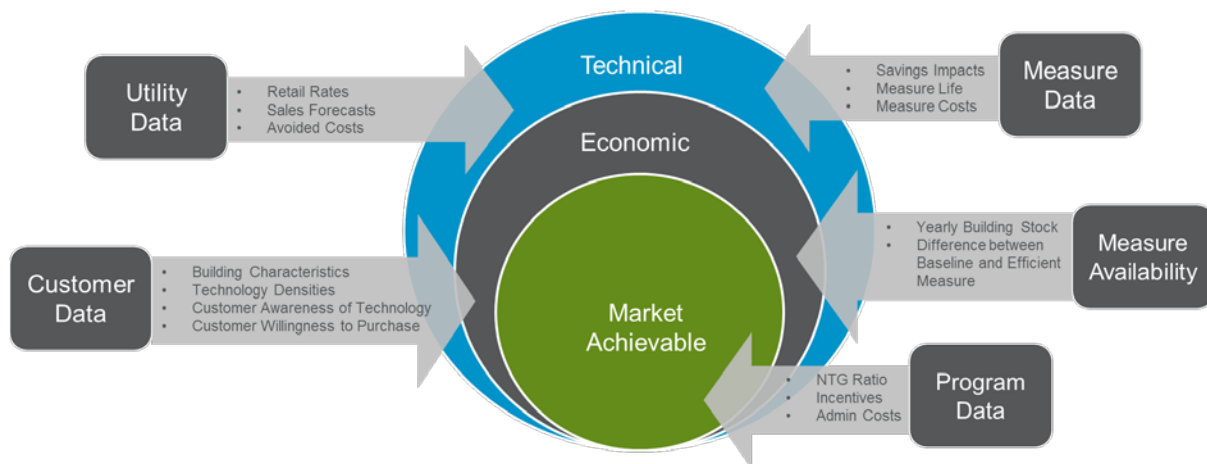 Technical
Economic
Market
Achievable
Utility
Data
• Retail Rates
• Sales Forecasts
• Avoided Costs
Measure
Data
• Savings Impacts
• Measure Life
• Measure Costs
Customer
Data
• Building Characteristics
• Technology Densities
• Customer Awareness of Technology
• Customer Willingness to Purchase
Measure
Availability
• Yearly Building Stock
• Difference between
Baseline and Efficient
Measure
Program
Data
• NTG Ratio
• Incentives
• Admin Costs